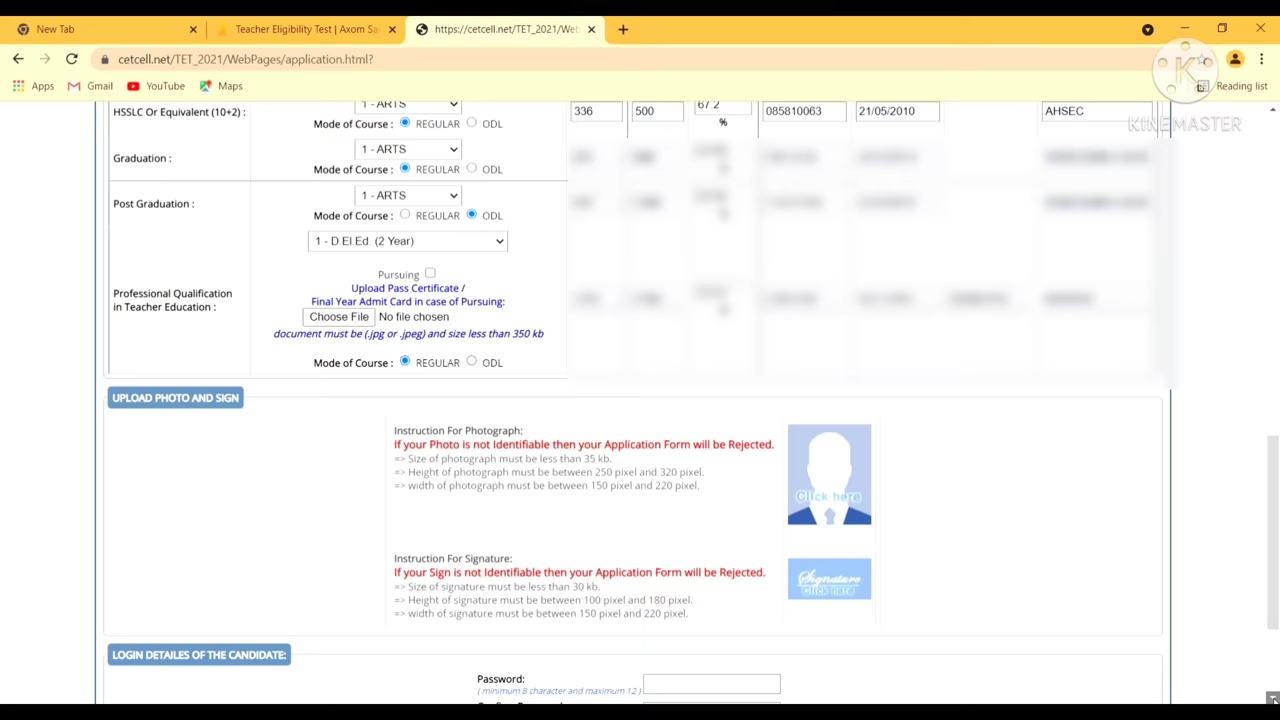 New Tab
Teacher Eligibility Test | Axom Sa
https://cetcell.net/TET_2021/Web
cetcell.net/TET_2021/WebPages/application.html?
Apps Gmail YouTube Maps Reading list
K
KINEMASTER
HSSLC Or Equivalent (10+2) : 1 - ARTS 336 500 67.2 085810063 21/05/2010 AHSEC
Mode of Course : REGULAR ODL %
Graduation : 1 - ARTS
Mode of Course : REGULAR ODL
Post Graduation : 1 - ARTS
Mode of Course : REGULAR ODL
1 - D.El.Ed. (2 Year)
Pursuing
Professional Qualification
in Teacher Education :
Upload Pass Certificate /
Final Year Admit Card in case of Pursuing:
Choose File No file chosen
document must be (.jpg or .jpeg) and size less than 350 kb
Mode of Course : REGULAR ODL
UPLOAD PHOTO AND SIGN
Instruction For Photograph:
If your Photo is not Identifiable then your Application Form will be Rejected.
=> Size of photograph must be less than 35 kb.
=> Height of photograph must be between 250 pixel and 320 pixel.
=> width of photograph must be between 150 pixel and 220 pixel.
Click here
Instruction For Signature:
If your Sign is not Identifiable then your Application Form will be Rejected.
=> Size of signature must be less than 30 kb.
=> Height of signature must be between 100 pixel and 180 pixel.
=> width of signature must be between 150 pixel and 220 pixel.
Signature
Click here
LOGIN DETAILES OF THE CANDIDATE:
Password:
( minimum 8 character and maximum 12 )